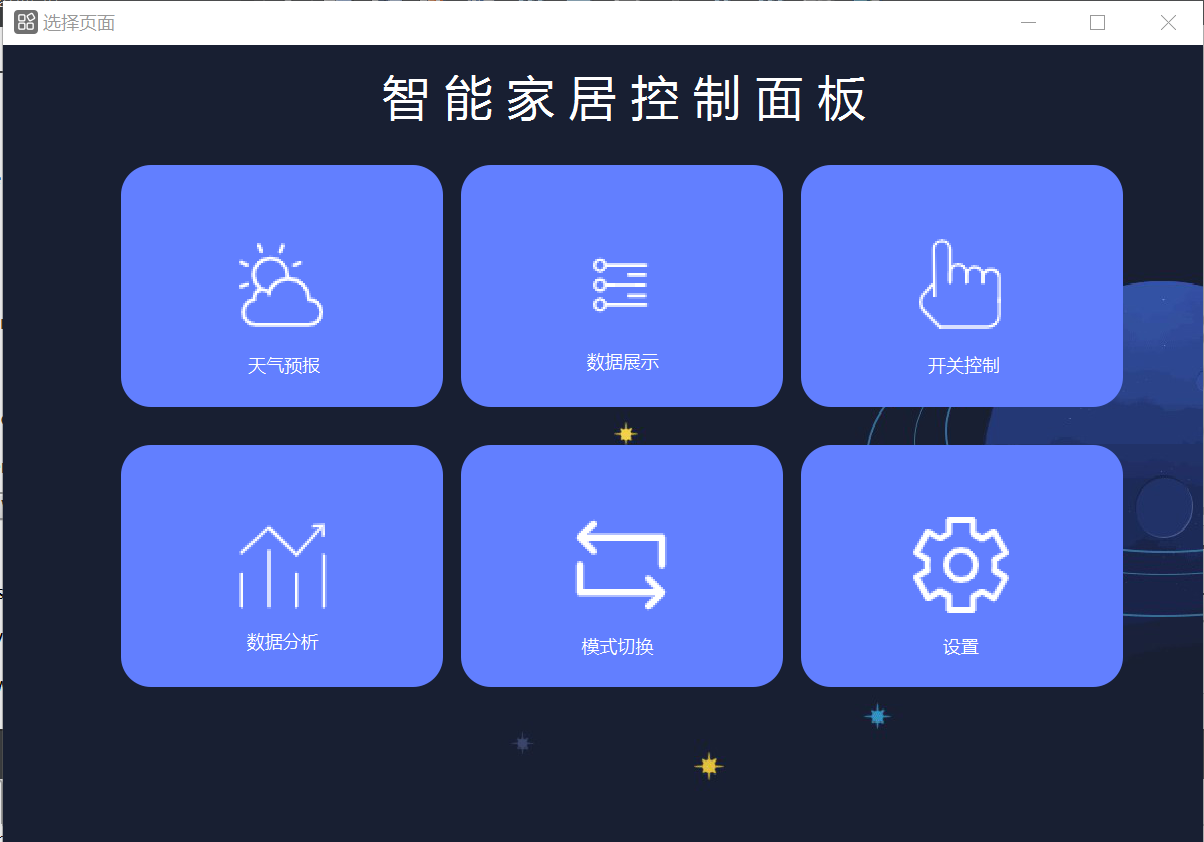 选择页面
智能家居控制面板
天气预报
数据展示
开关控制
数据分析
模式切换
设置